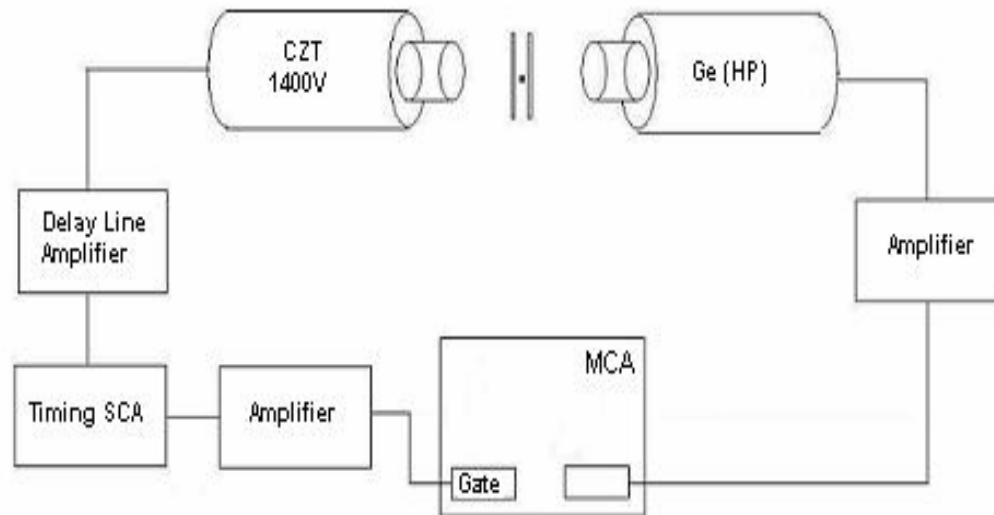 CZT
1400V
Ge (HP)
Delay Line
Amplifier
Amplifier
MCA
Timing SCA
Amplifier
Gate